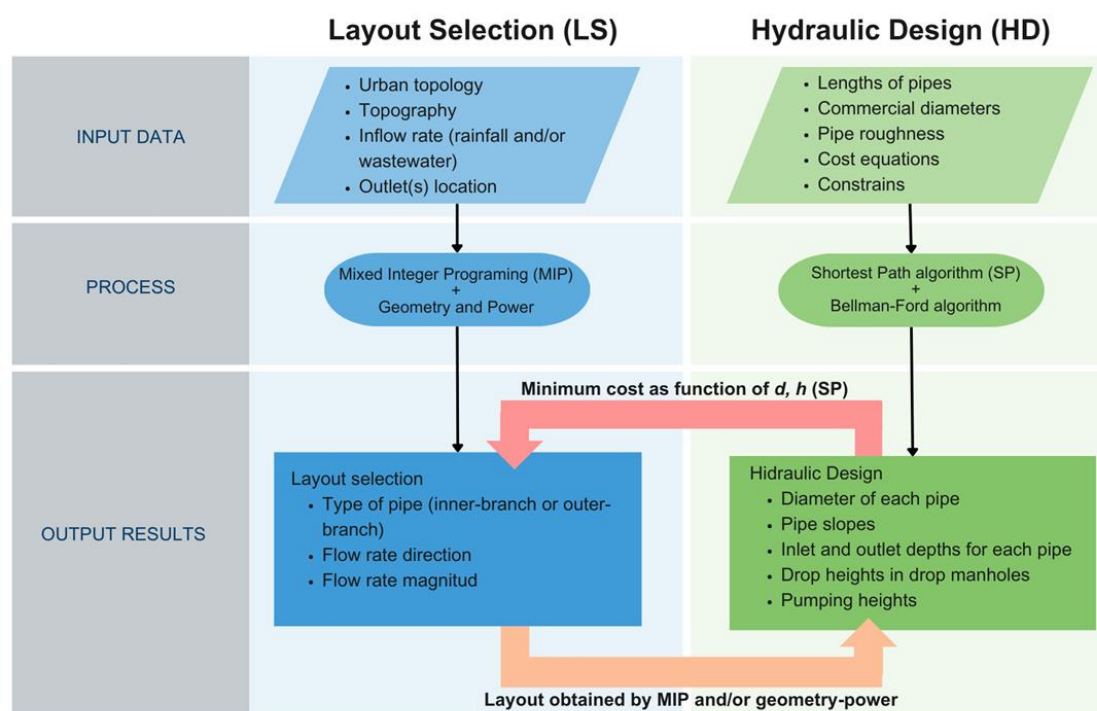 Layout Selection (LS)
Hydraulic Design (HD)
INPUT DATA
• Urban topology
• Topography
• Inflow rate (rainfall and/or
wastewater)
• Outlet(s) location
• Lengths of pipes
• Commercial diameters
• Pipe roughness
• Cost equations
• Constrains
PROCESS
Mixed Integer Programing (MIP)
+
Geometry and Power
Shortest Path algorithm (SP)
+
Bellman-Ford algorithm
OUTPUT RESULTS
Minimum cost as function of d, h (SP)
Layout selection
• Type of pipe (inner-branch or outer-
branch)
• Flow rate direction
• Flow rate magnitud
Hidraulic Design
• Diameter of each pipe
• Pipe slopes
• Inlet and outlet depths for each pipe
• Drop heights in drop manholes
• Pumping heights
Layout obtained by MIP and/or geometry-power